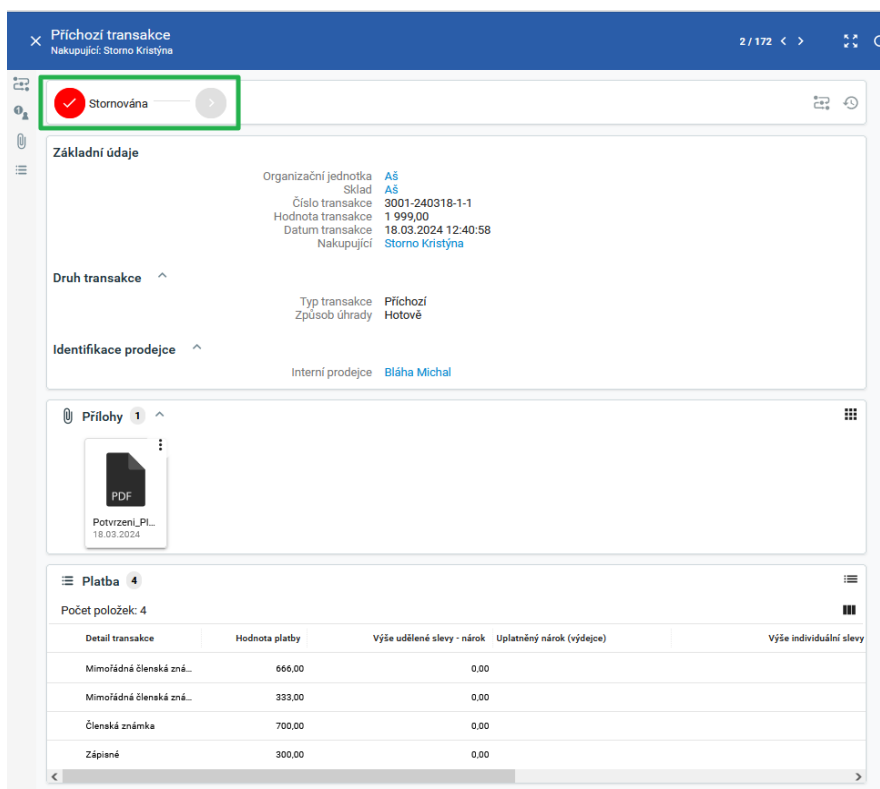 Příchozí transakce
Nakupující: Storno Kristýna
2 / 172
Stornována
Základní údaje
Organizační jednotka Aš
Sklad Aš
Číslo transakce 3001-240318-1-1
Hodnota transakce 1 999,00
Datum transakce 18.03.2024 12:40:58
Nakupující Storno Kristýna
Druh transakce
Typ transakce Příchozí
Způsob úhrady Hotově
Identifikace prodejce
Interní prodejce Bláha Michal
Přílohy 1
PDF
Potvrzeni_Pl...
18.03.2024
Platba 4
Počet položek: 4
Detail transakce Hodnota platby Výše udělené slevy - nárok Uplatněný nárok (výdejce) Výše individuální slevy
Mimořádná členská zná... 666,00 0,00
Mimořádná členská zná... 333,00 0,00
Členská známka 700,00 0,00
Zápisné 300,00 0,00